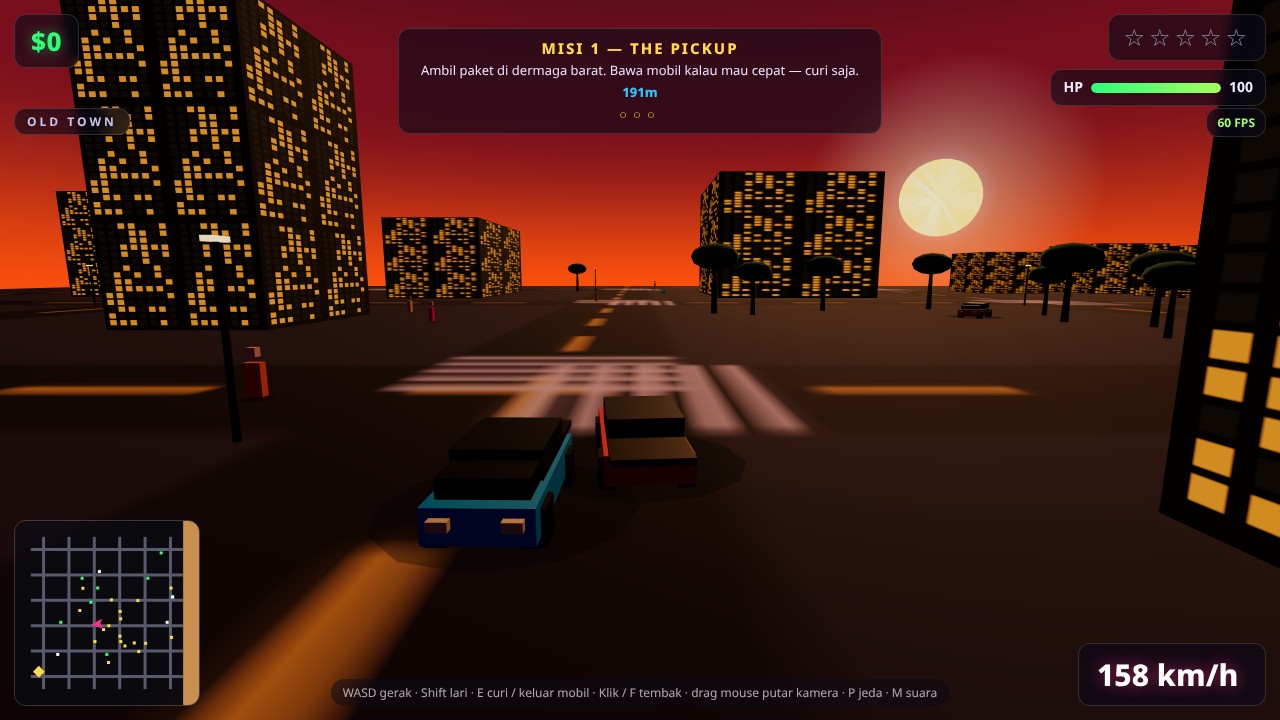 $0
MISI 1 — THE PICKUP
Ambil paket di dermaga barat. Bawa mobil kalau mau cepat — curi saja.
191m
HP 100
OLD TOWN
60 FPS
158 km/h
WASD gerak · Shift lari · E curi / keluar mobil · Klik / F tembak · drag mouse putar kamera · P jeda · M suara